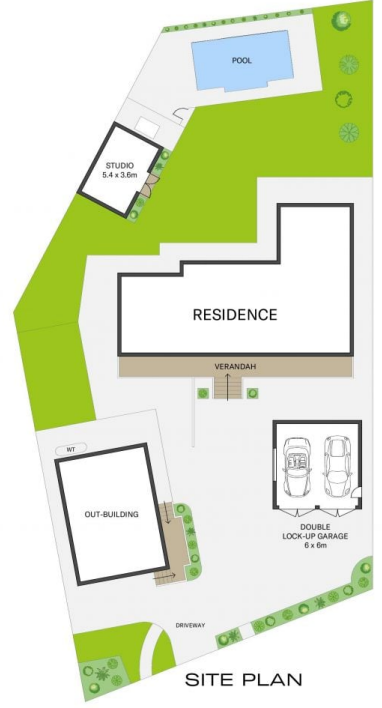 POOL
STUDIO
5.4 x 3.6m
RESIDENCE
VERANDAH
WT
OUT-BUILDING
DOUBLE
LOCK-UP GARAGE
6 x 6m
DRIVEWAY
SITE PLAN